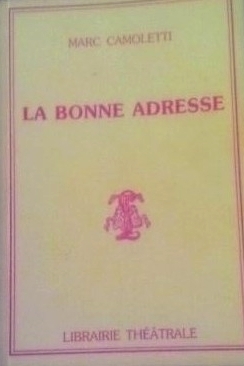 MARC CAMOLETTI
LA BONNE ADRESSE
LIBRAIRIE THÉÂTRALE